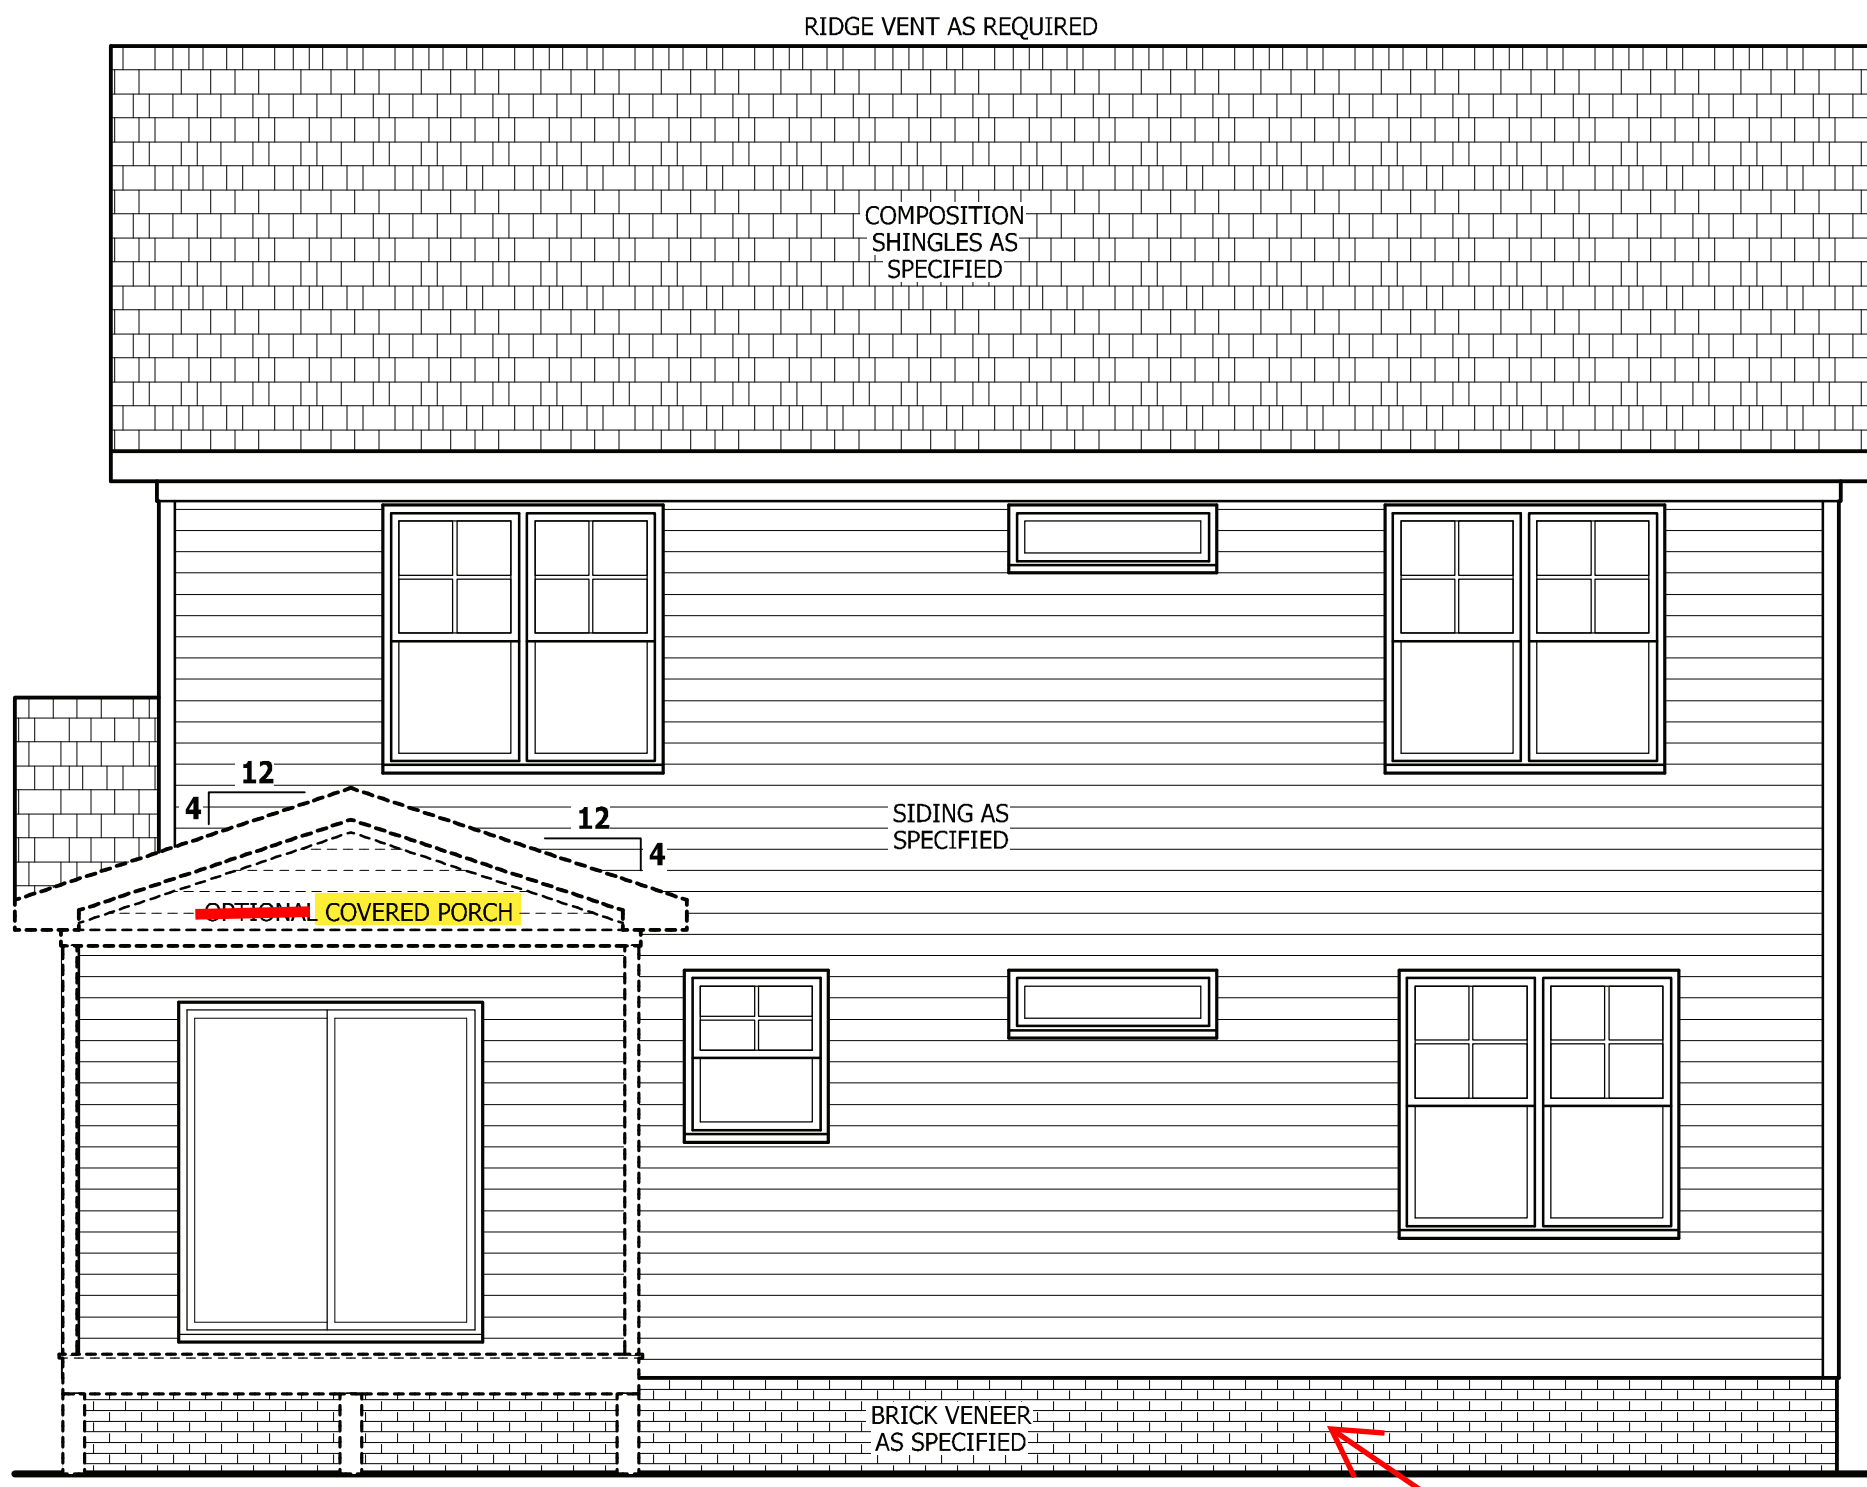 RIDGE VENT AS REQUIRED
COMPOSITION
SHINGLES AS
SPECIFIED
12
4
12
4
SIDING AS
SPECIFIED
OPTIONAL COVERED PORCH
BRICK VENEER
AS SPECIFIED